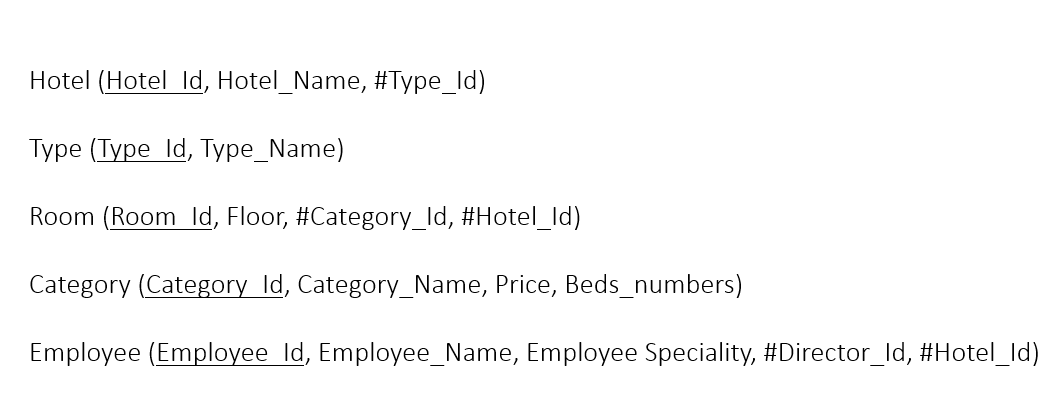 Hotel (Hotel_Id, Hotel_Name, #Type_Id)
Type (Type_Id, Type_Name)
Room (Room_Id, Floor, #Category_Id, #Hotel_Id)
Category (Category_Id, Category_Name, Price, Beds_numbers)
Employee (Employee_Id, Employee_Name, Employee Speciality, #Director_Id, #Hotel_Id)